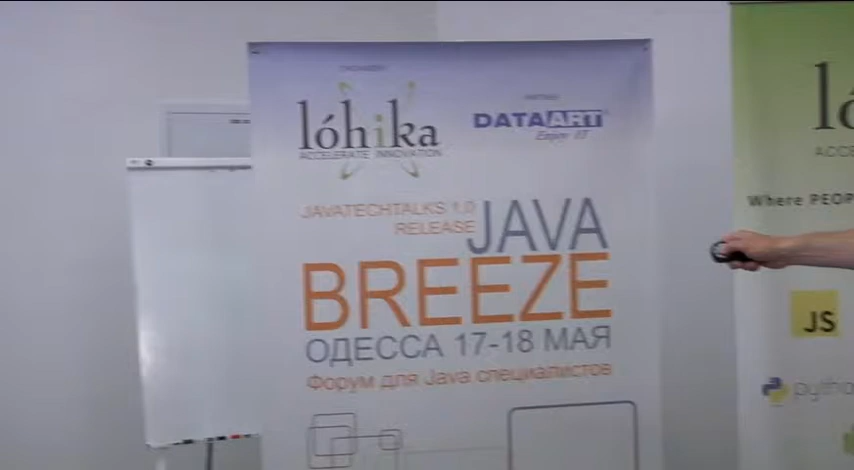 lóhika
ACCELERATE INNOVATION
DATAART
Enjoy IT
JAVATECHTALKS 1.0
RELEASE
JAVA
BREEZE
ОДЕССА 17-18 МАЯ
Форум для Java специалистов
ló
Where PEOP
JS
python